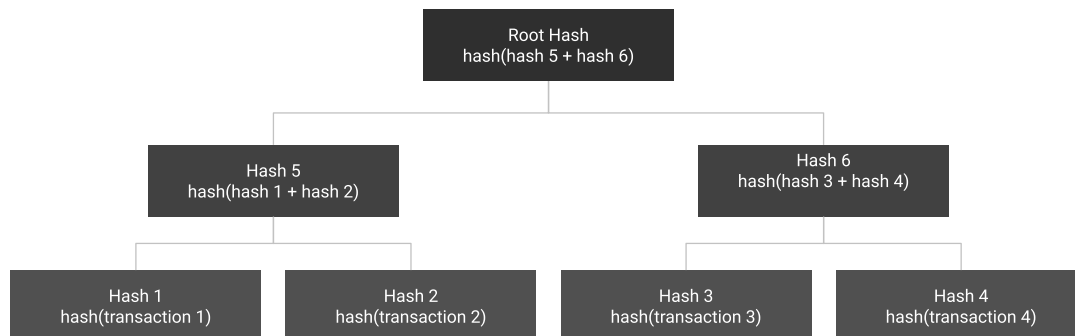 Root Hash
hash(hash 5 + hash 6)
Hash 5
hash(hash 1 + hash 2)
Hash 6
hash(hash 3 + hash 4)
Hash 1
hash(transaction 1)
Hash 2
hash(transaction 2)
Hash 3
hash(transaction 3)
Hash 4
hash(transaction 4)